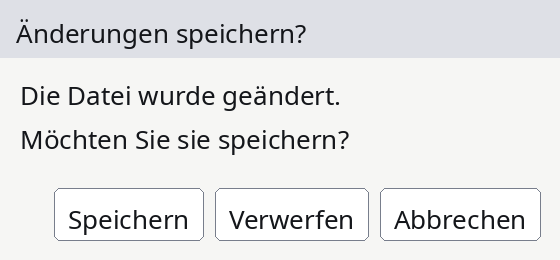 Änderungen speichern?
Die Datei wurde geändert.
Möchten Sie sie speichern?
Speichern Verwerfen Abbrechen